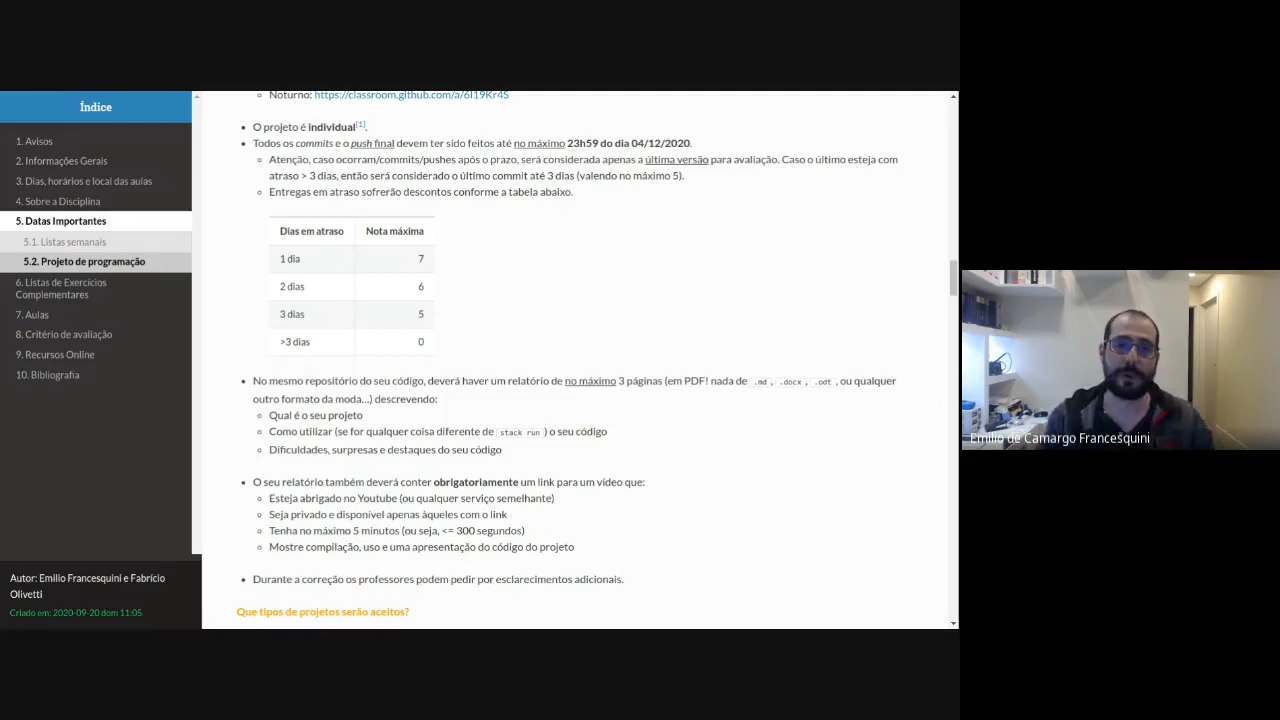 Índice
1. Avisos
2. Informações Gerais
3. Dias, horários e local das aulas
4. Sobre a Disciplina
5. Datas Importantes
5.1. Listas semanais
5.2. Projeto de programação
6. Listas de Exercícios
Complementares
7. Aulas
8. Critério de avaliação
9. Recursos Online
10. Bibliografia
Autor: Emilio Francesquini e Fabrício
Olivetti
Criado em: 2020-09-20 dom 11:05
Noturno: https://classroom.github.com/a/6I19Kr4S
O projeto é individual[1].
Todos os commits e o push final devem ter sido feitos até no máximo 23h59 do dia 04/12/2020.
Atenção, caso ocorram/commits/pushes após o prazo, será considerada apenas a última versão para avaliação. Caso o último esteja com
atraso > 3 dias, então será considerado o último commit até 3 dias (valendo no máximo 5).
Entregas em atraso sofrerão descontos conforme a tabela abaixo.
Dias em atraso Nota máxima
1 dia 7
2 dias 6
3 dias 5
>3 dias 0
No mesmo repositório do seu código, deverá haver um relatório de no máximo 3 páginas (em PDF! nada de .md, .docx, .odt, ou qualquer
outro formato da moda...) descrevendo:
Qual é o seu projeto
Como utilizar (se for qualquer coisa diferente de stack run) o seu código
Dificuldades, surpresas e destaques do seu código
O seu relatório também deverá conter obrigatoriamente um link para um vídeo que:
Esteja abrigado no Youtube (ou qualquer serviço semelhante)
Seja privado e disponível apenas àqueles com o link
Tenha no máximo 5 minutos (ou seja, <= 300 segundos)
Mostre compilação, uso e uma apresentação do código do projeto
Durante a correção os professores podem pedir por esclarecimentos adicionais.
Que tipos de projetos serão aceitos?
Emilio de Camargo Francesquini